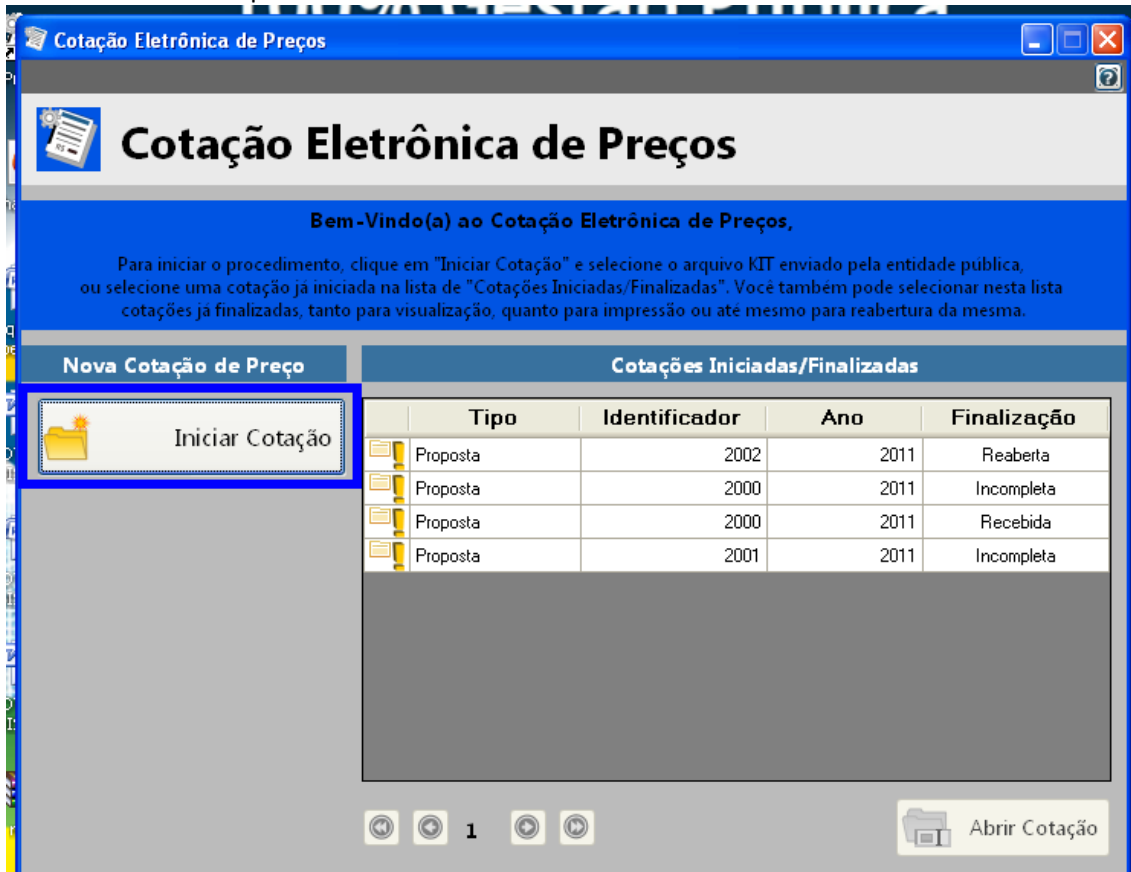 100% Gestão Pública
Cotação Eletrônica de Preços
Cotação Eletrônica de Preços
Bem-Vindo(a) ao Cotação Eletrônica de Preços,
Para iniciar o procedimento, clique em "Iniciar Cotação" e selecione o arquivo KIT enviado pela entidade pública,
ou selecione uma cotação já iniciada na lista de "Cotações Iniciadas/Finalizadas". Você também pode selecionar nesta lista
cotações já finalizadas, tanto para visualização, quanto para impressão ou até mesmo para reabertura da mesma.
Nova Cotação de Preço
Iniciar Cotação
Cotações Iniciadas/Finalizadas
Tipo Identificador Ano Finalização
Proposta 2002 2011 Reaberta
Proposta 2000 2011 Incompleta
Proposta 2000 2011 Recebida
Proposta 2001 2011 Incompleta
1
Abrir Cotação